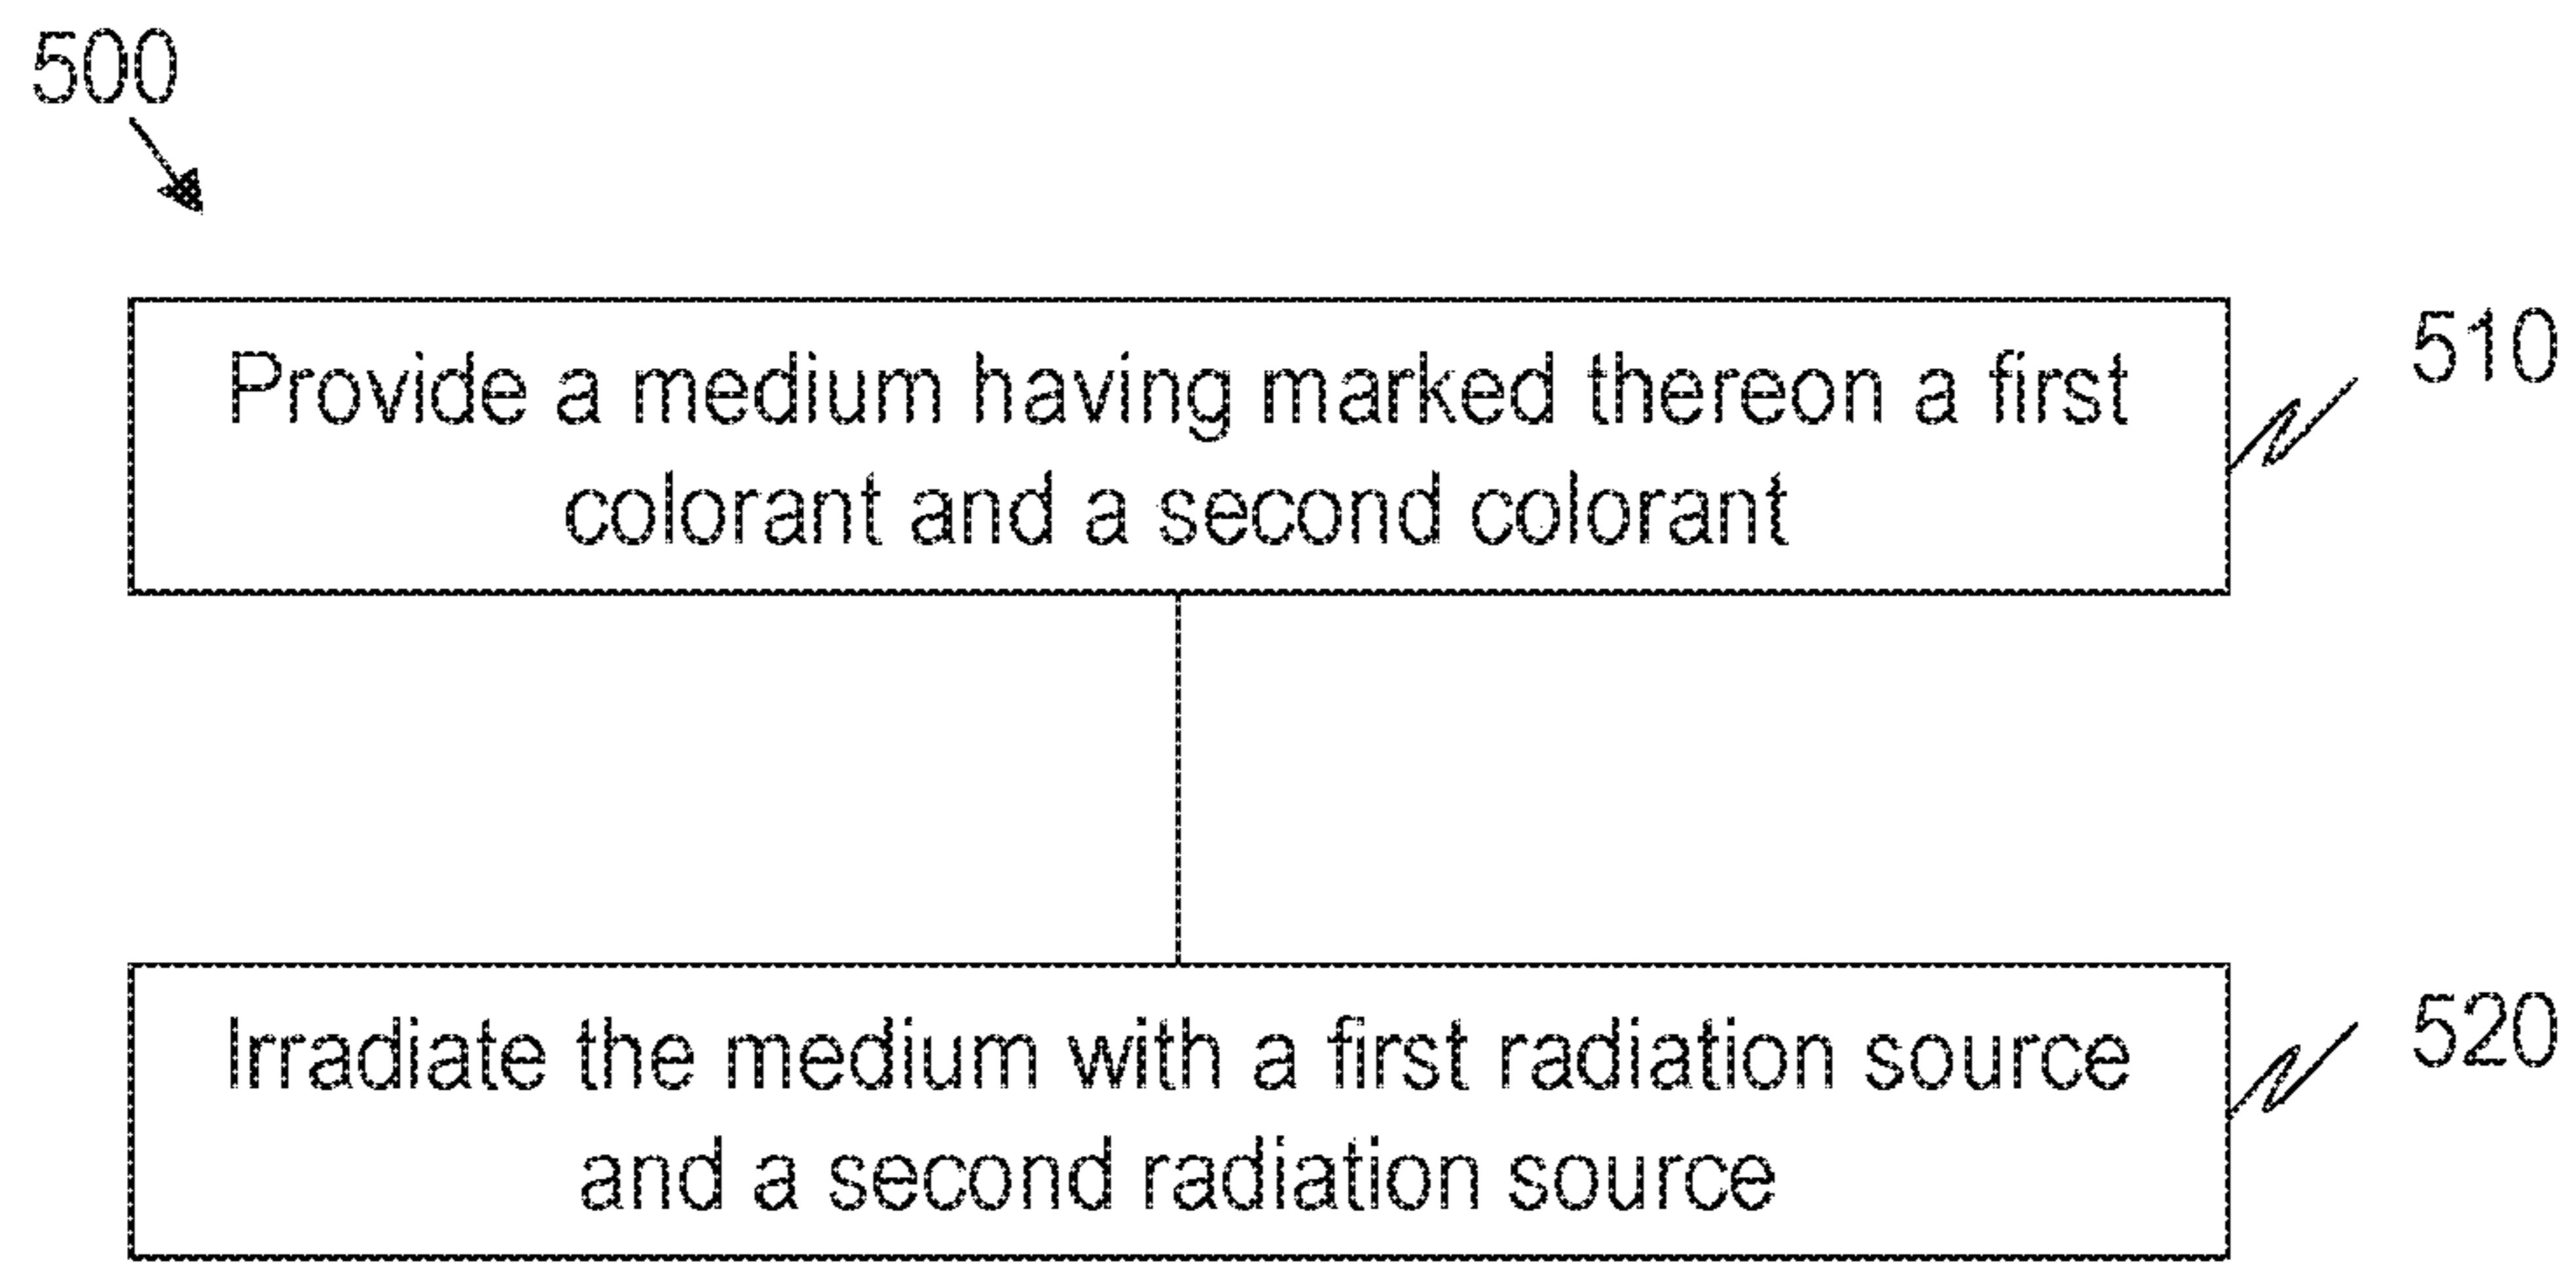 500
Provide a medium having marked thereon a first
colorant and a second colorant
510
Irradiate the medium with a first radiation source
and a second radiation source
520